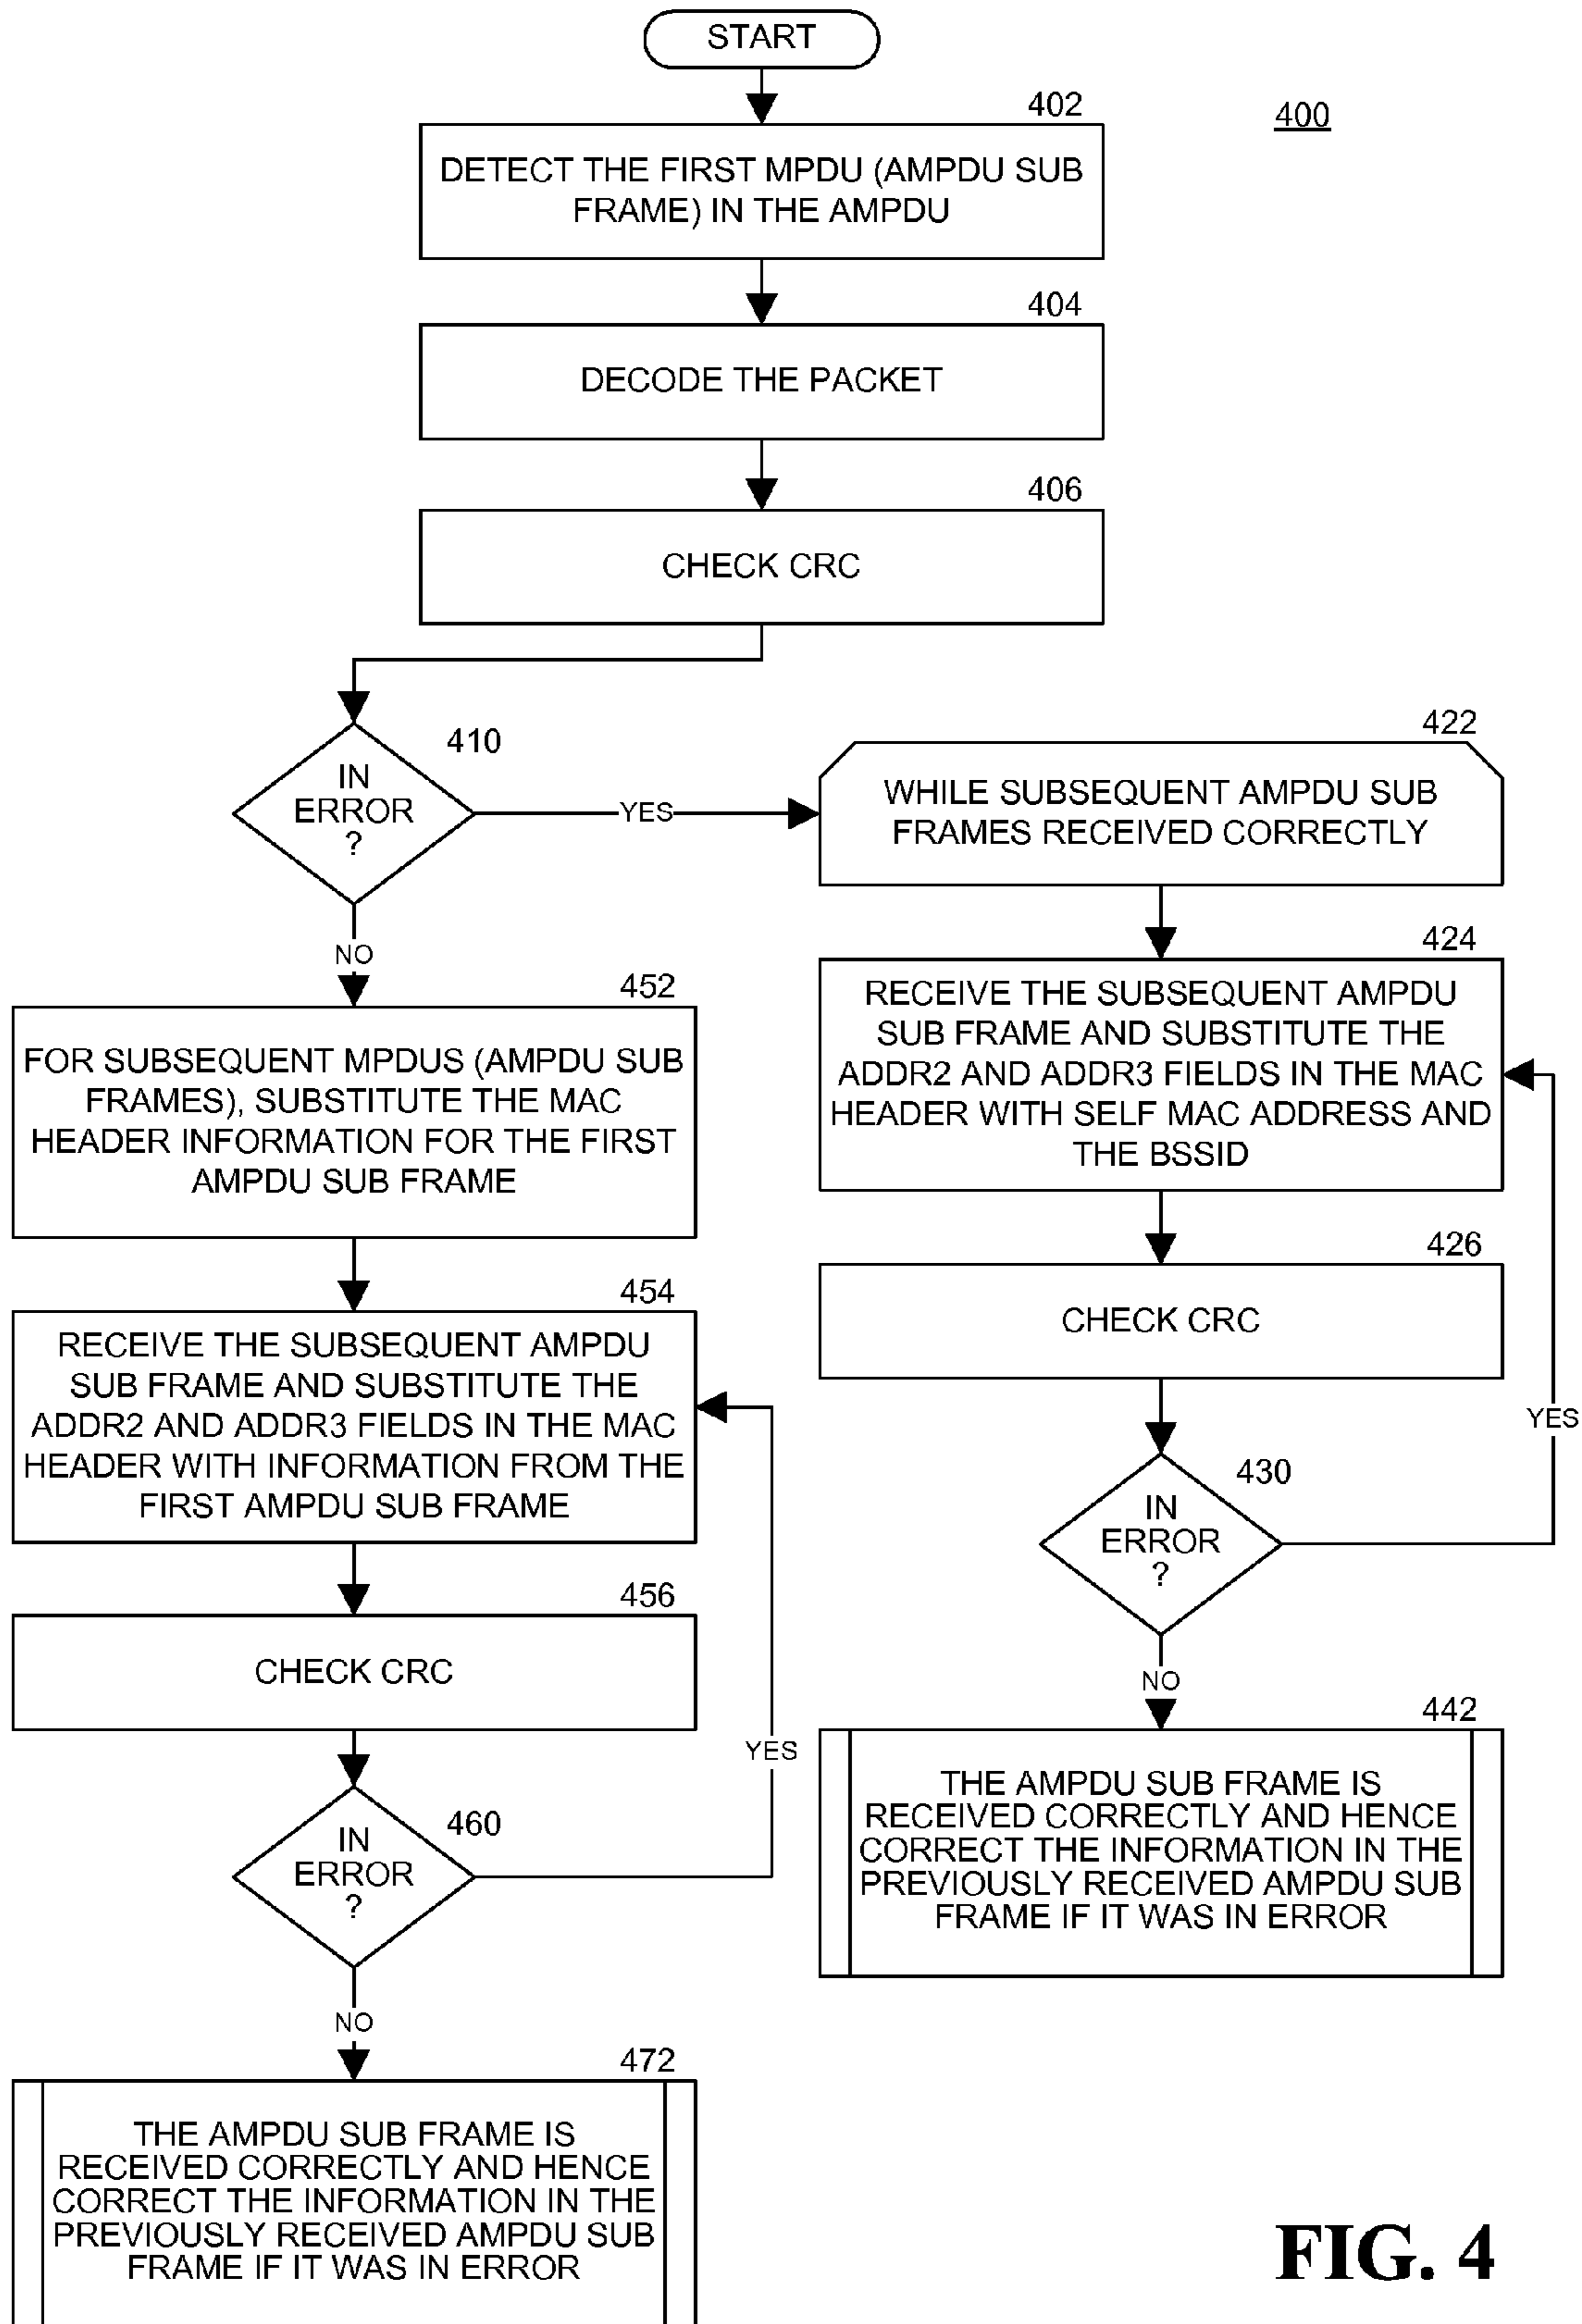 START
400
402
DETECT THE FIRST MPDU (AMPDU SUB
FRAME) IN THE AMPDU
404
DECODE THE PACKET
406
CHECK CRC
410
IN
ERROR
?
YES
NO
422
WHILE SUBSEQUENT AMPDU SUB
FRAMES RECEIVED CORRECTLY
424
RECEIVE THE SUBSEQUENT AMPDU
SUB FRAME AND SUBSTITUTE THE
ADDR2 AND ADDR3 FIELDS IN THE MAC
HEADER WITH SELF MAC ADDRESS AND
THE BSSID
426
CHECK CRC
430
IN
ERROR
?
YES
NO
442
THE AMPDU SUB FRAME IS
RECEIVED CORRECTLY AND HENCE
CORRECT THE INFORMATION IN THE
PREVIOUSLY RECEIVED AMPDU SUB
FRAME IF IT WAS IN ERROR
452
FOR SUBSEQUENT MPDUS (AMPDU SUB
FRAMES), SUBSTITUTE THE MAC
HEADER INFORMATION FOR THE FIRST
AMPDU SUB FRAME
454
RECEIVE THE SUBSEQUENT AMPDU
SUB FRAME AND SUBSTITUTE THE
ADDR2 AND ADDR3 FIELDS IN THE MAC
HEADER WITH INFORMATION FROM THE
FIRST AMPDU SUB FRAME
456
CHECK CRC
460
IN
ERROR
?
YES
NO
472
THE AMPDU SUB FRAME IS
RECEIVED CORRECTLY AND HENCE
CORRECT THE INFORMATION IN THE
PREVIOUSLY RECEIVED AMPDU SUB
FRAME IF IT WAS IN ERROR
FIG. 4